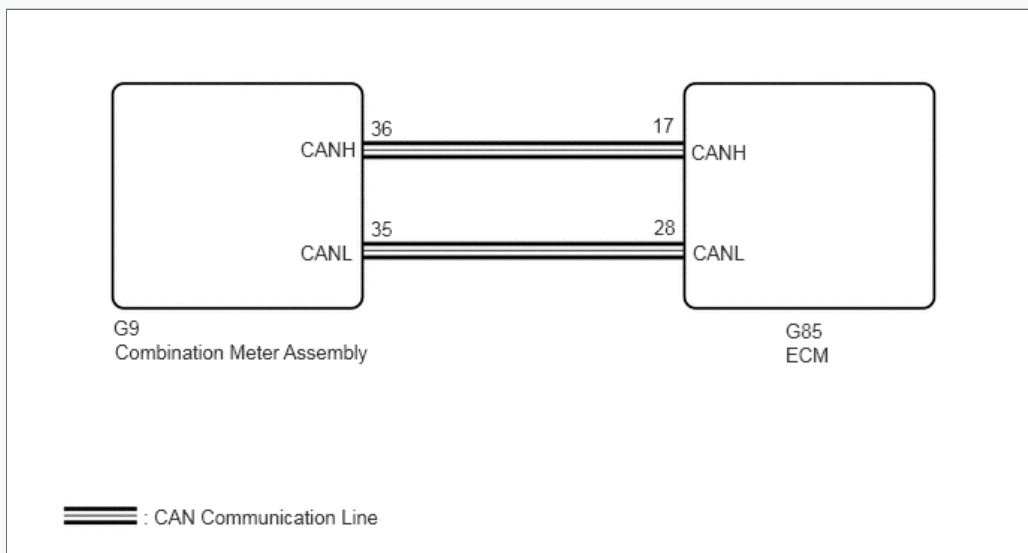 36
17
CANH
CANH
35
28
CANL
CANL
G9
Combination Meter Assembly
G85
ECM
: CAN Communication Line